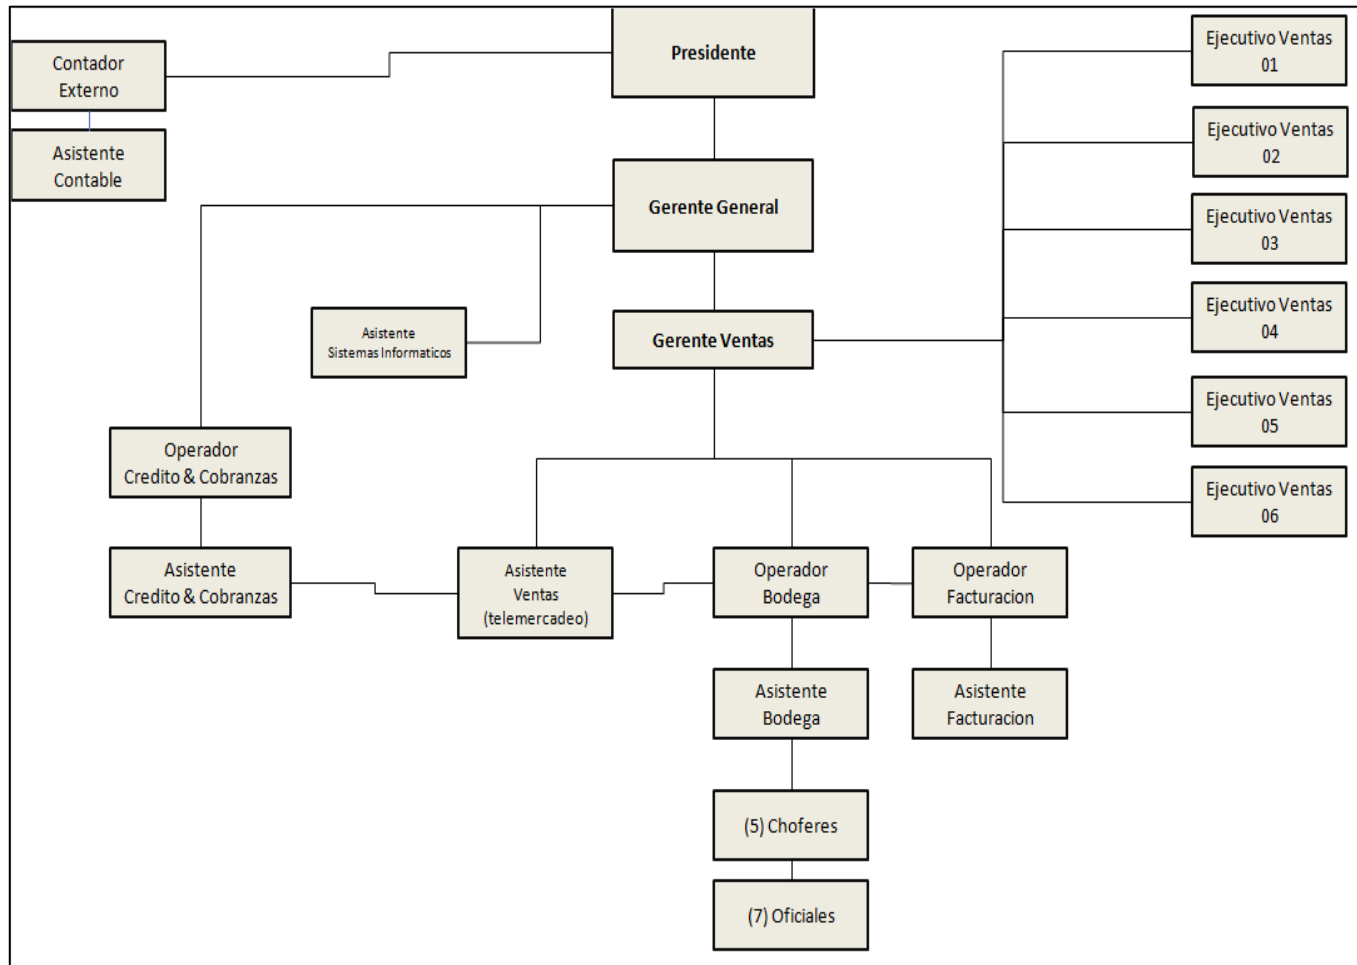 Presidente
Contador
Externo
Asistente
Contable
Gerente General
Asistente
Sistemas Informaticos
Gerente Ventas
Ejecutivo Ventas
01
Ejecutivo Ventas
02
Ejecutivo Ventas
03
Ejecutivo Ventas
04
Ejecutivo Ventas
05
Ejecutivo Ventas
06
Operador
Credito & Cobranzas
Asistente
Credito & Cobranzas
Asistente
Ventas
(telemercadeo)
Operador
Bodega
Operador
Facturacion
Asistente
Bodega
Asistente
Facturacion
(5) Choferes
(7) Oficiales